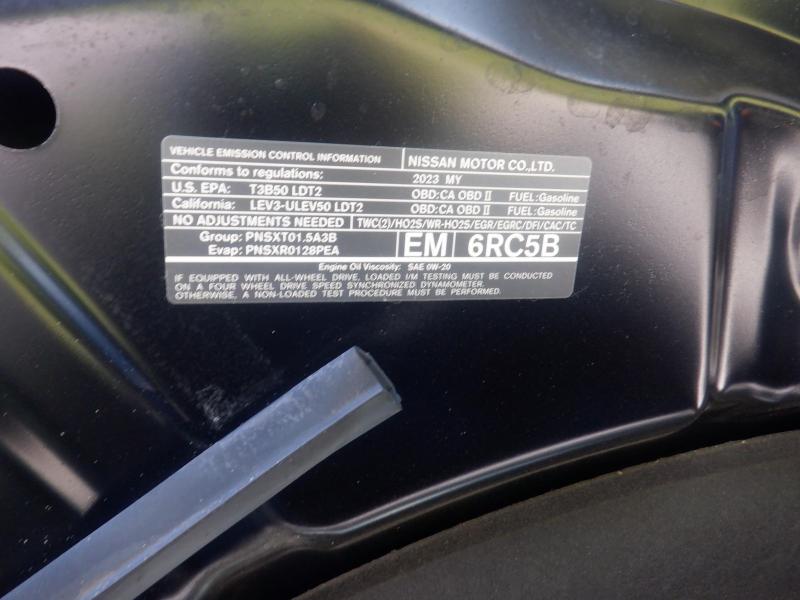 VEHICLE EMISSION CONTROL INFORMATION NISSAN MOTOR CO.,LTD.
Conforms to regulations: 2023 MY
U.S. EPA: T3B50 LDT2 OBD:CA OBD II FUEL:Gasoline
California: LEV3-ULEV50 LDT2 OBD:CA OBD II FUEL:Gasoline
NO ADJUSTMENTS NEEDED TWC(2)/HO2S/WR-HO2S/EGR/EGRC/DFI/CAC/TC
Group: PNSXT01.5A3B EM 6RC5B
Evap: PNSXR0128PEA
Engine Oil Viscosity: SAE 0W-20
IF EQUIPPED WITH ALL-WHEEL DRIVE, LOADED I/M TESTING MUST BE CONDUCTED
ON A FOUR WHEEL DRIVE SPEED SYNCHRONIZED DYNAMOMETER.
OTHERWISE, A NON-LOADED TEST PROCEDURE MUST BE PERFORMED.